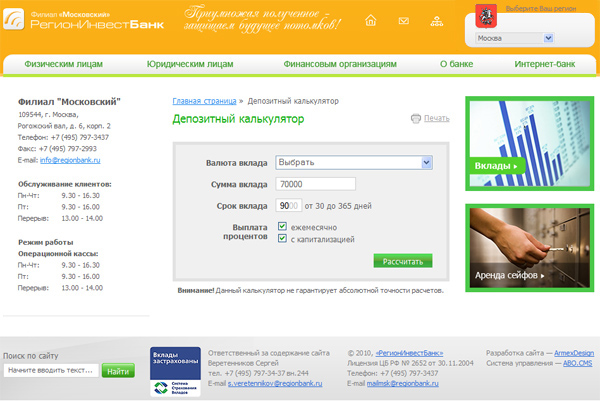 Филиал «Московский»
РегионИнвестБанк
Приумножая полученное -
защищаем будущее потомков!
Выберите Ваш регион
Москва
Физическим лицам
Юридическим лицам
Финансовым организациям
О банке
Интернет-банк
Филиал "Московский"
109544, г. Москва,
Рогожский вал, д. 6, корп. 2
Телефон: +7 (495) 797-3437
Факс: +7 (495) 797-2993
E-mail: info@regionbank.ru
Обслуживание клиентов:
Пн-Чт: 9.30 - 16.30
Пт: 9.30 - 16.00
Перерыв: 13.00 - 14.00
Режим работы
Операционной кассы:
Пн-Чт: 9.30 - 16.30
Пт: 9.30 - 16.00
Перерыв: 13.00 - 14.00
Главная страница » Депозитный калькулятор
Депозитный калькулятор
Печать
Валюта вклада Выбрать
Сумма вклада 70000
Срок вклада 9000 от 30 до 365 дней
Выплата процентов
ежемесячно
с капитализацией
Рассчитать
Внимание! Данный калькулятор не гарантирует абсолютной точности расчетов.
Вклады
Аренда сейфов
Поиск по сайту
Начните вводить текст...
Найти
Вклады
застрахованы
Система
Страхования
Вкладов
Ответственный за содержание сайта
Веретенников Сергей
тел. +7 (495) 797-34-37 вн.244
E-mail s.veretennikov@regionbank.ru
© 2010, «РегионИнвестБанк»
Лицензия ЦБ РФ № 2652 от 30.11.2004
Телефон: +7 (495) 797-3437
E-mail mailmsk@regionbank.ru
Разработка сайта — ArmexDesign
Система управления — ABO.CMS